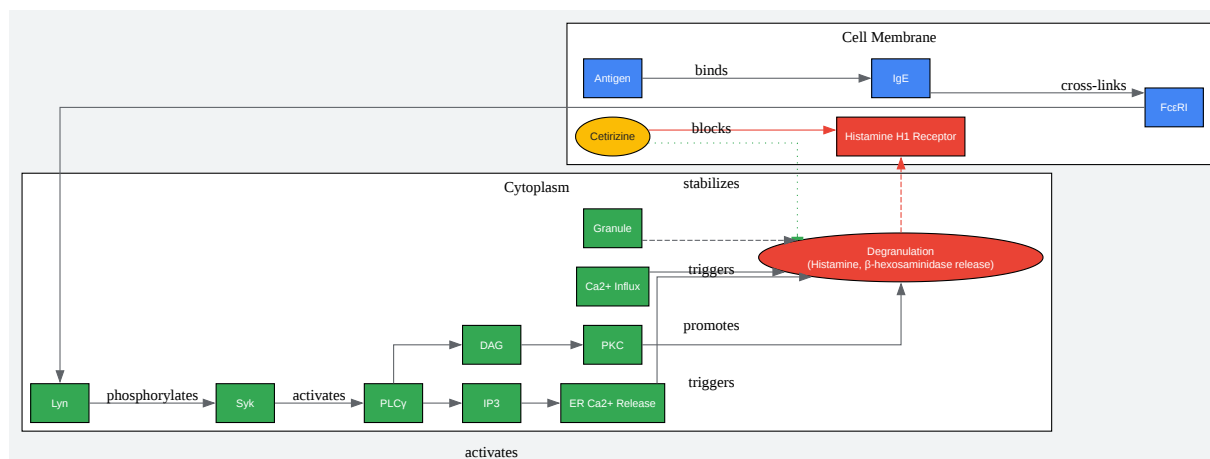 Cell Membrane
Antigen
binds
IgE
cross-links
FcεRI
Cetirizine
blocks
Histamine H1 Receptor
stabilizes
Cytoplasm
Granule
Degranulation
(Histamine, β-hexosaminidase release)
Ca2+ Influx
triggers
DAG
PKC
promotes
triggers
Lyn
phosphorylates
Syk
activates
PLCγ
IP3
ER Ca2+ Release
activates